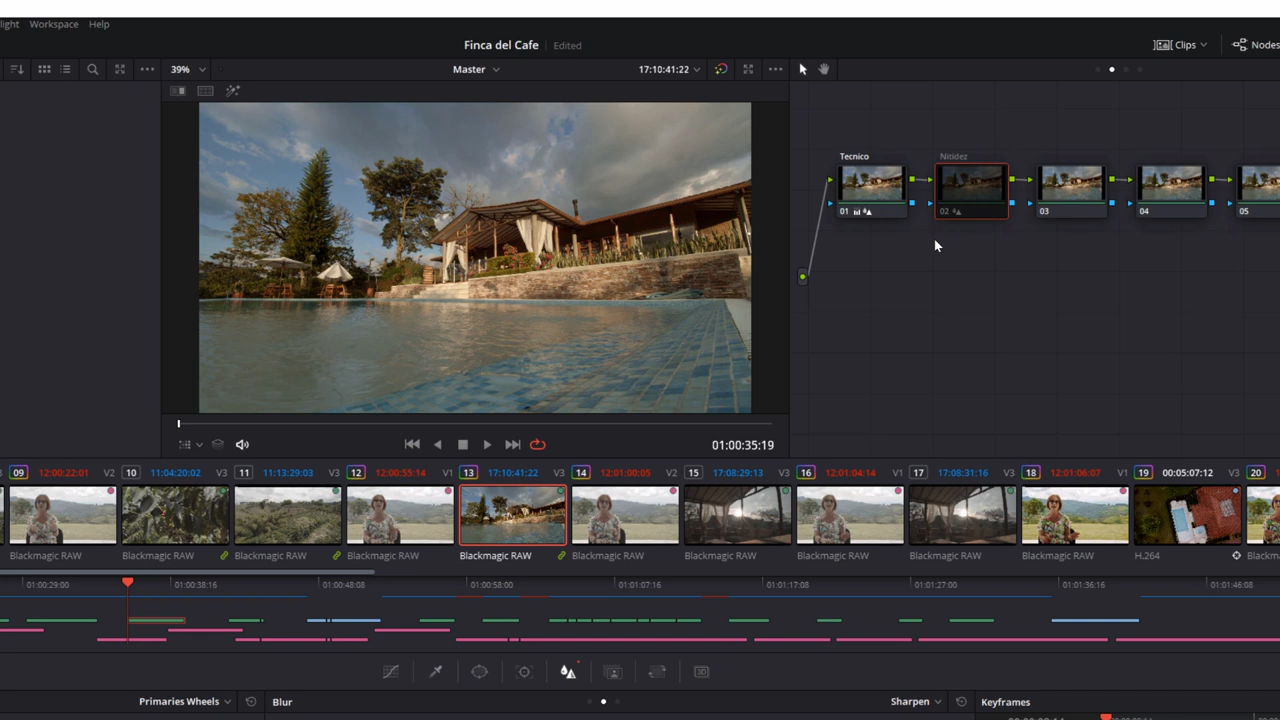 light Workspace Help
Finca del Cafe Edited
Clips Nodes
39% Master 17:10:41:22
Tecnico Nitidez
01 02 03 04 05
01:00:35:19
09 12:00:22:01 V2 10 11:04:20:02 V3 11 11:13:29:03 V3 12 12:00:55:14 V1 13 17:10:41:22 V3 14 12:01:00:05 V2 15 17:08:29:13 V3 16 12:01:04:14 V1 17 17:08:31:16 V3 18 12:01:06:07 V1 19 00:05:07:12 V3 20
Blackmagic RAW Blackmagic RAW Blackmagic RAW Blackmagic RAW Blackmagic RAW Blackmagic RAW Blackmagic RAW Blackmagic RAW Blackmagic RAW Blackmagic RAW H.264 Blackm
01:00:29:00 01:00:38:16 01:00:48:08 01:00:58:00 01:01:07:16 01:01:17:08 01:01:27:00 01:01:36:16 01:01:46:08
3D
Primaries Wheels Blur Sharpen Keyframes